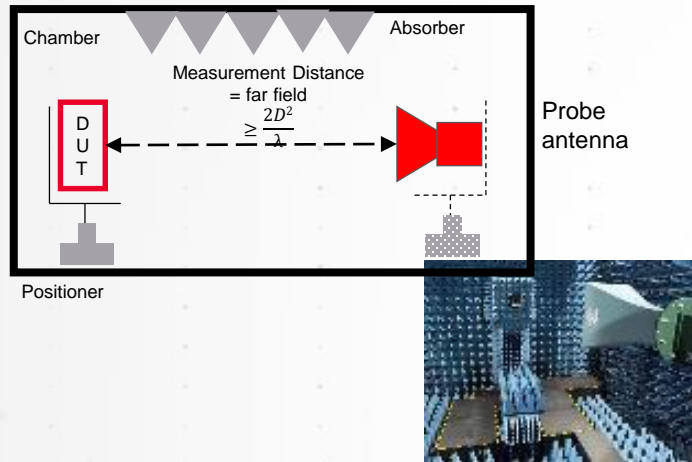 Chamber
Absorber
Measurement Distance
= far field
≥ 2D²/λ
D
U
T
Probe
antenna
Positioner